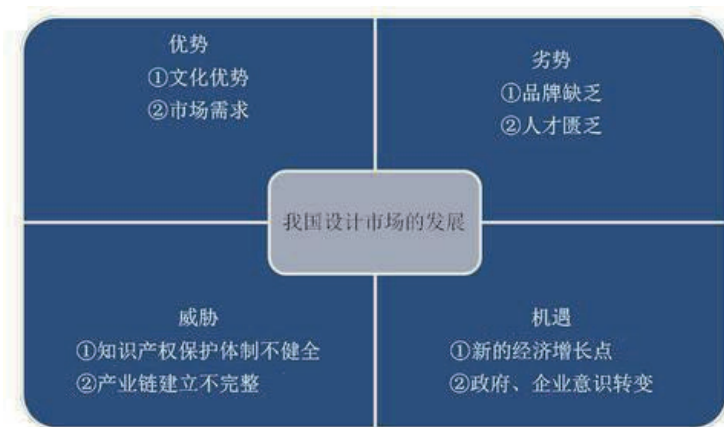 优势
①文化优势
②市场需求
劣势
①品牌缺乏
②人才匮乏
我国设计市场的发展
威胁
①知识产权保护体制不健全
②产业链建立不完整
机遇
①新的经济增长点
②政府、企业意识转变